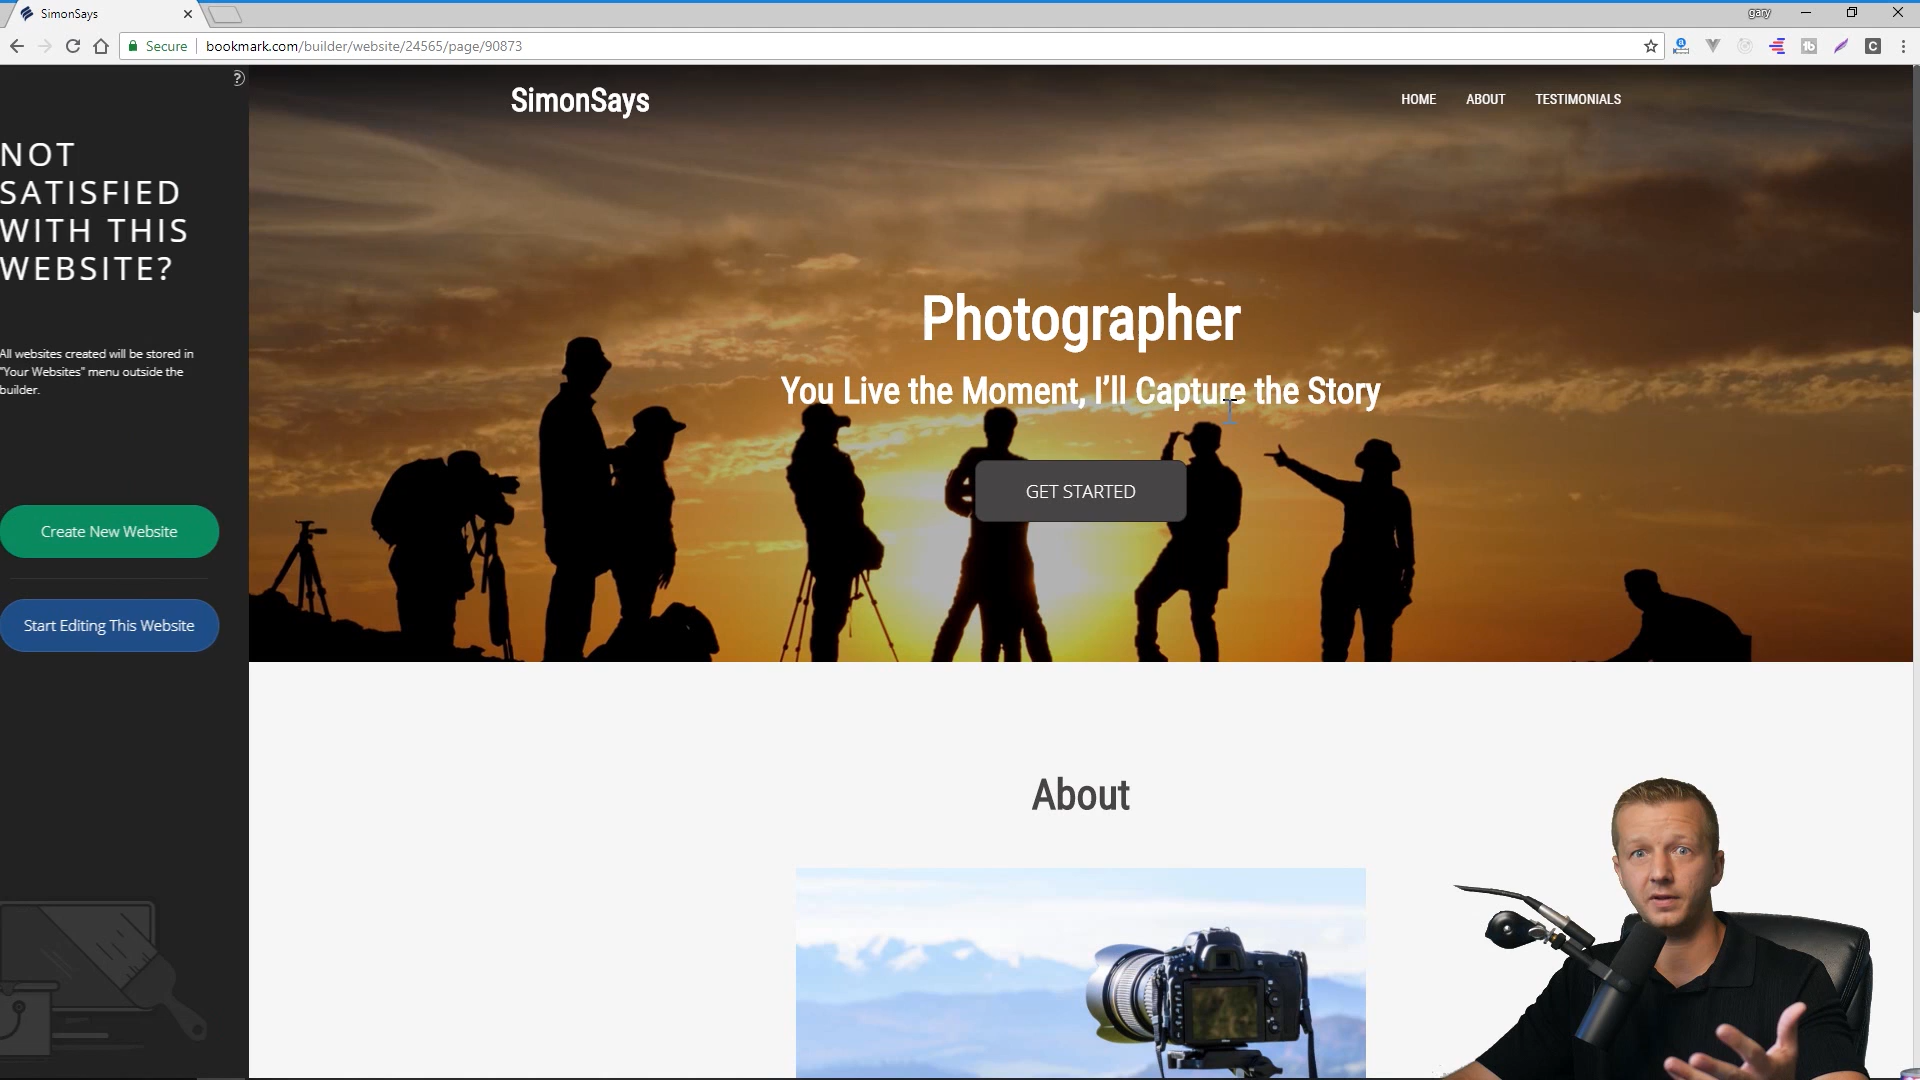 SimonSays
gary
Secure
bookmark.com/builder/website/24565/page/90873
NOT
SATISFIED
WITH THIS
WEBSITE?
All websites created will be stored in
"Your Websites" menu outside the
builder.
Create New Website
Start Editing This Website
SimonSays
HOME
ABOUT
TESTIMONIALS
Photographer
You Live the Moment, I'll Capture the Story
GET STARTED
About